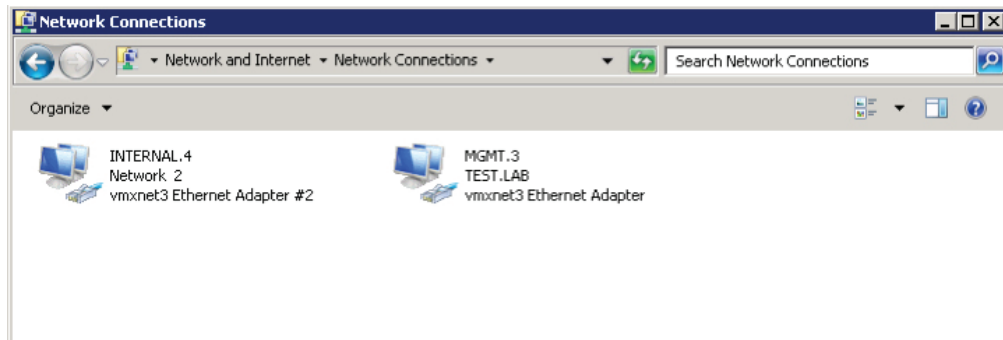 Network Connections
Network and Internet Network Connections
Search Network Connections
Organize
INTERNAL.4
Network 2
vmxnet3 Ethernet Adapter #2
MGMT.3
TEST.LAB
vmxnet3 Ethernet Adapter